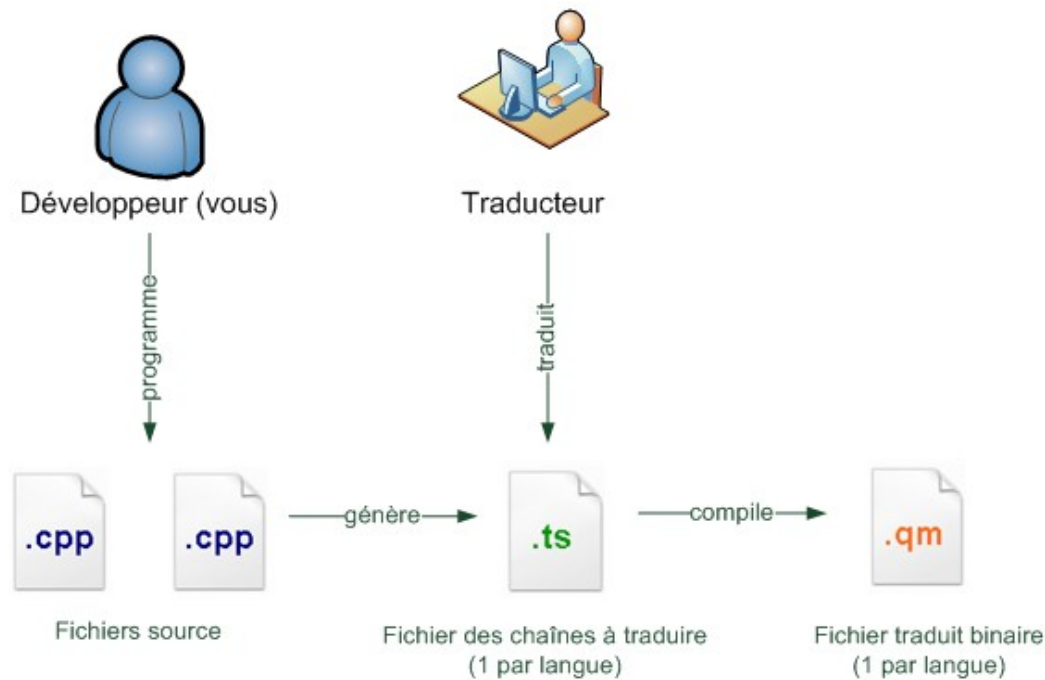 Développeur (vous)
Traducteur
programme
traduit
.cpp
.cpp
génère
.ts
compile
.qm
Fichiers source
Fichier des chaînes à traduire
(1 par langue)
Fichier traduit binaire
(1 par langue)